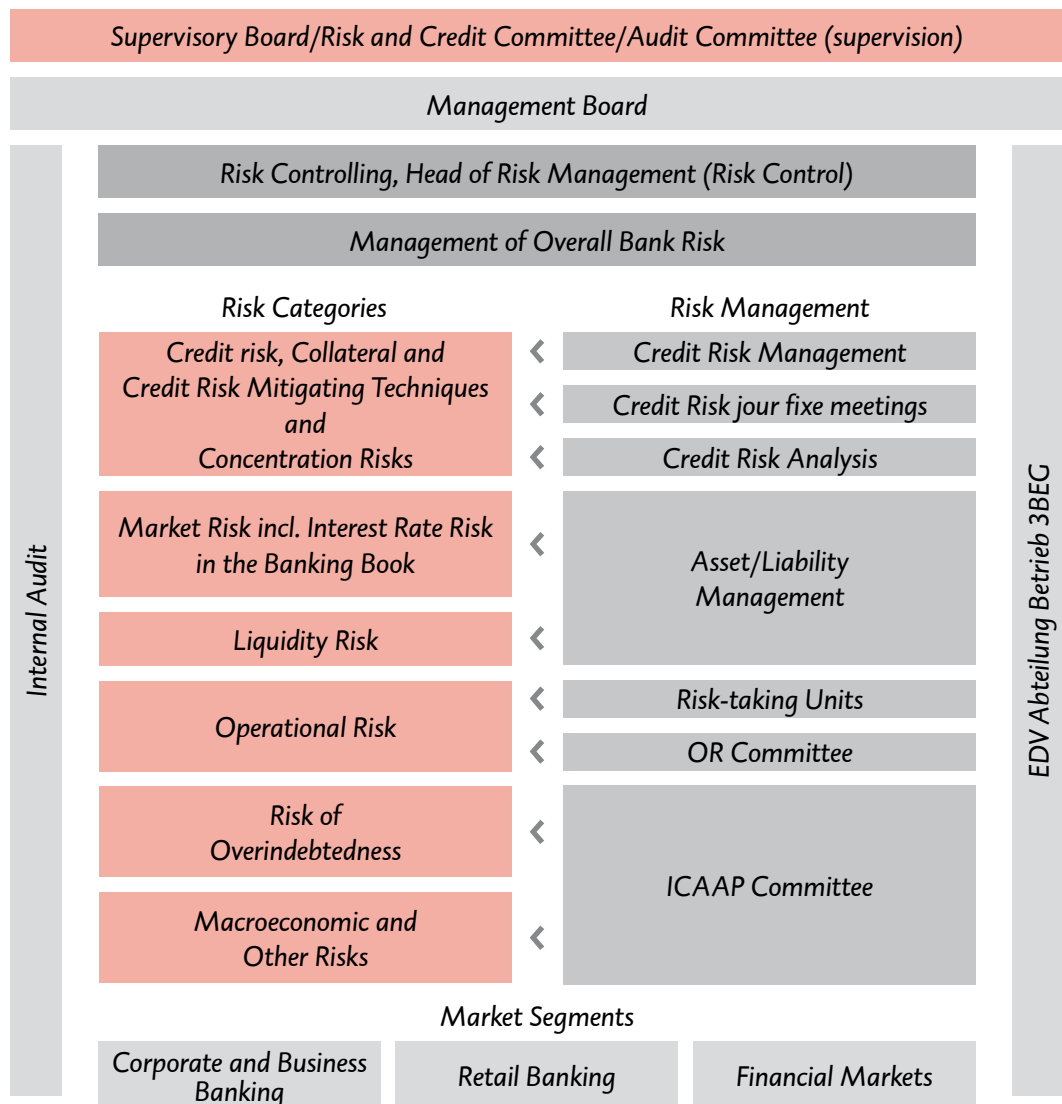 Supervisory Board/Risk and Credit Committee/Audit Committee (supervision)
Management Board
Internal Audit
Risk Controlling, Head of Risk Management (Risk Control)
Management of Overall Bank Risk
Risk Categories
Risk Management
Credit risk, Collateral and
Credit Risk Mitigating Techniques
and
Concentration Risks
Credit Risk Management
Credit Risk jour fixe meetings
Credit Risk Analysis
Market Risk incl. Interest Rate Risk
in the Banking Book
Liquidity Risk
Asset/Liability
Management
Operational Risk
Risk-taking Units
OR Committee
Risk of
Overindebtedness
Macroeconomic and
Other Risks
ICAAP Committee
EDV Abteilung Betrieb 3BEG
Market Segments
Corporate and Business
Banking
Retail Banking
Financial Markets